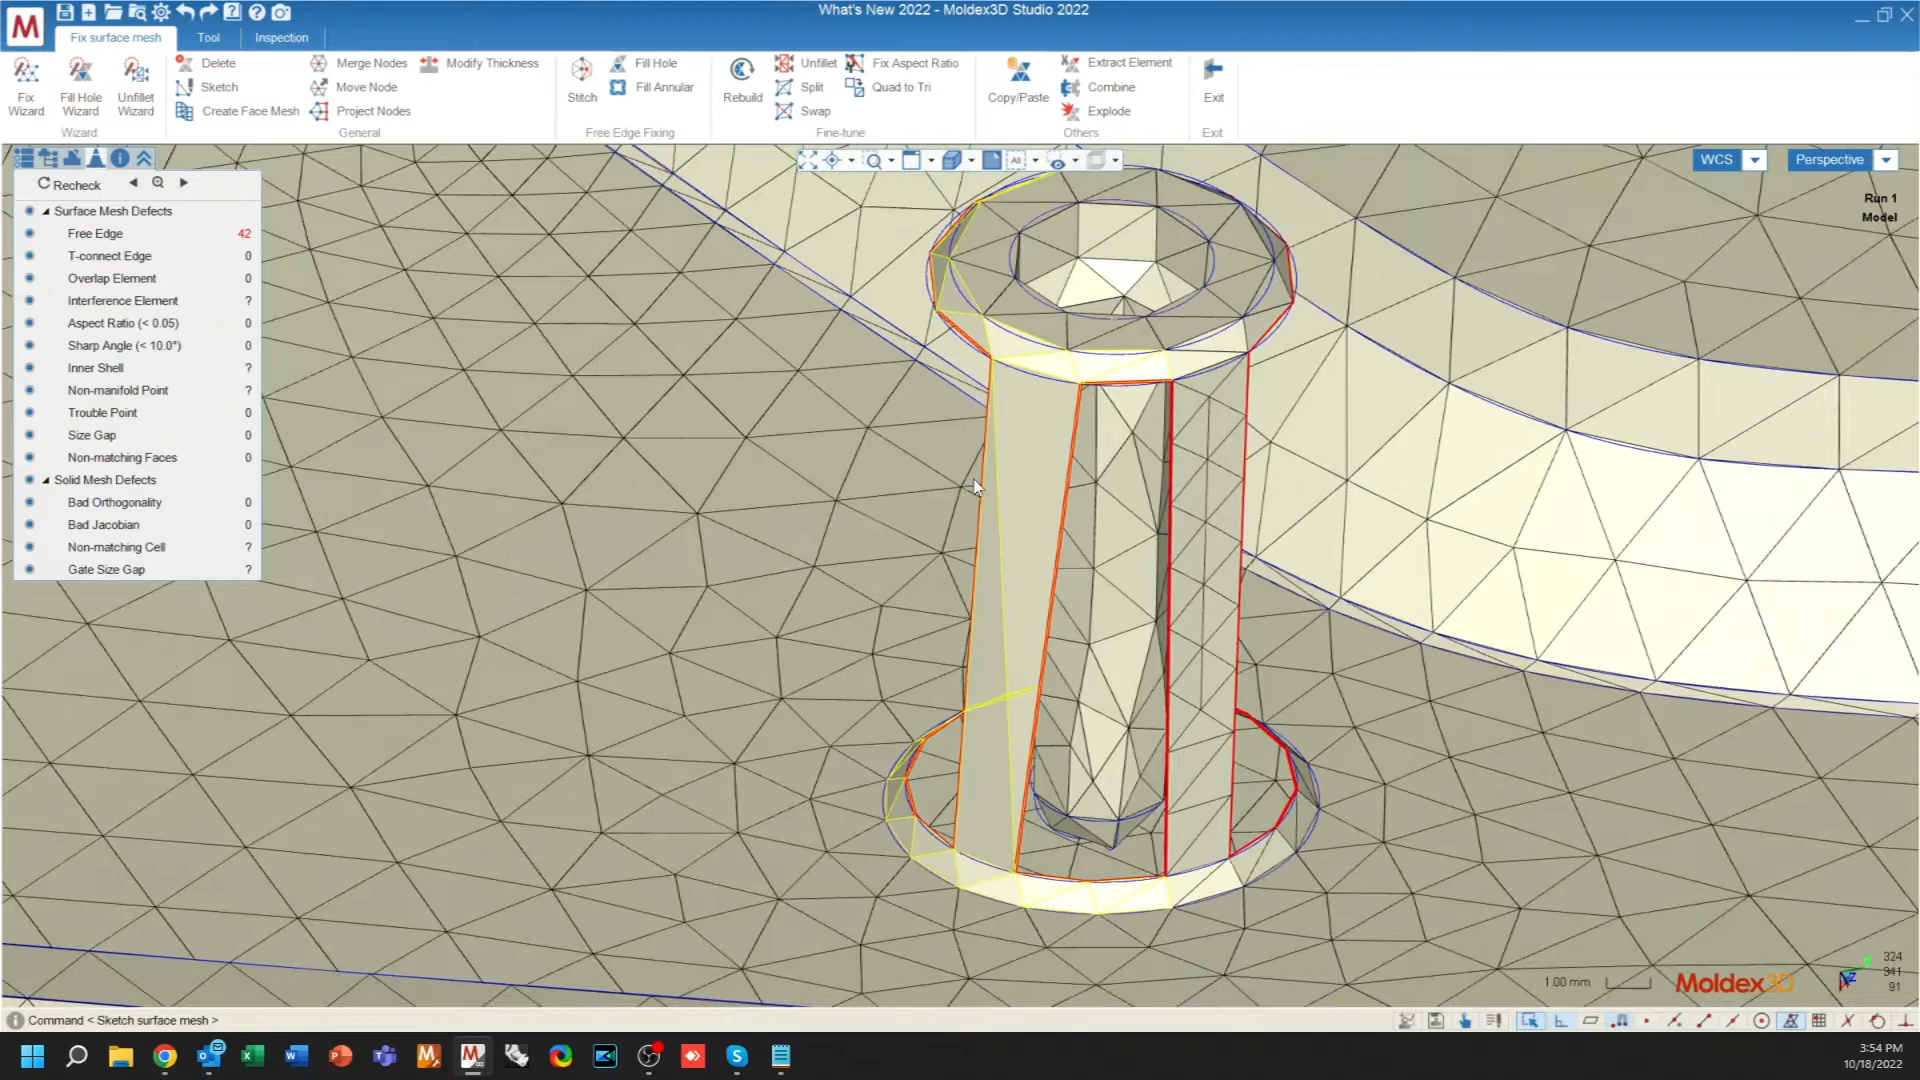 What's New 2022 - Moldex3D Studio 2022
Fix surface mesh
Tool
Inspection
Fix Wizard
Fill Hole Wizard
Unfillet Wizard
Wizard
Delete
Sketch
Create Face Mesh
Merge Nodes
Move Node
Project Nodes
Modify Thickness
General
Stitch
Fill Hole
Fill Annular
Free Edge Fixing
Rebuild
Unfillet
Split
Swap
Fix Aspect Ratio
Quad to Tri
Fine-tune
Copy/Paste
Extract Element
Combine
Explode
Others
Exit
Exit
All
WCS
Perspective
Run 1
Model
Recheck
Surface Mesh Defects
Free Edge 42
T-connect Edge 0
Overlap Element 0
Interference Element ?
Aspect Ratio (< 0.05) 0
Sharp Angle (< 10.0°) 0
Inner Shell ?
Non-manifold Point ?
Trouble Point 0
Size Gap 0
Non-matching Faces 0
Solid Mesh Defects
Bad Orthogonality 0
Bad Jacobian 0
Non-matching Cell ?
Gate Size Gap ?
1.00 mm
Moldex3D
324
341
91
Command < Sketch surface mesh >
3:54 PM
10/18/2022